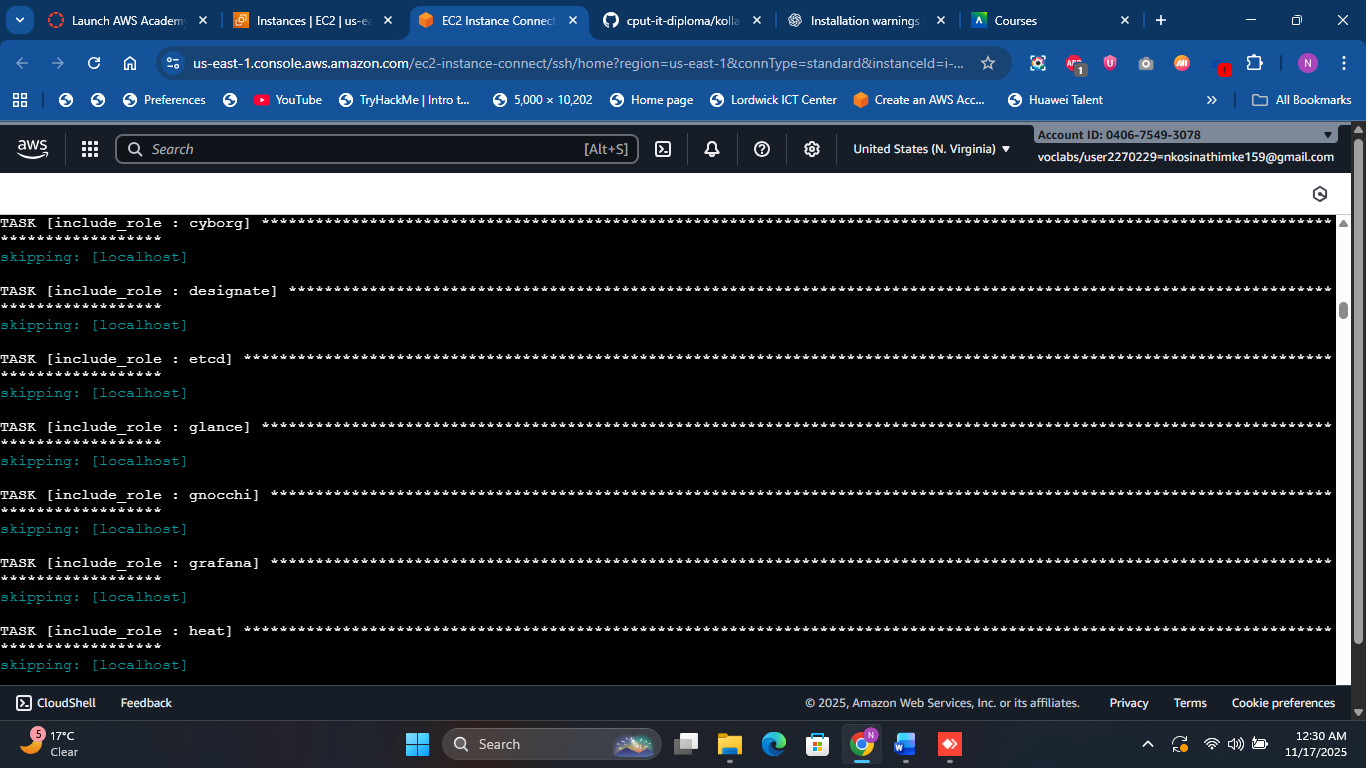 Launch AWS Academy
Instances | EC2 | us-ea
EC2 Instance Connect
cput-it-diploma/kolla
Installation warnings
Courses
us-east-1.console.aws.amazon.com/ec2-instance-connect/ssh/home?region=us-east-1&connType=standard&instanceId=i-...
ABP
1
N
Preferences
YouTube
TryHackMe | Intro t...
5,000 × 10,202
Home page
Lordwick ICT Center
Create an AWS Acc...
Huawei Talent
All Bookmarks
aws
Search
[Alt+S]
United States (N. Virginia)
Account ID: 0406-7549-3078
voclabs/user2270229=nkosinathimke159@gmail.com
TASK [include_role : cyborg] ***********************************************************************************************************************
******************
skipping: [localhost]
TASK [include_role : designate] ********************************************************************************************************************
******************
skipping: [localhost]
TASK [include_role : etcd] *************************************************************************************************************************
******************
skipping: [localhost]
TASK [include_role : glance] ***********************************************************************************************************************
******************
skipping: [localhost]
TASK [include_role : gnocchi] **********************************************************************************************************************
******************
skipping: [localhost]
TASK [include_role : grafana] **********************************************************************************************************************
******************
skipping: [localhost]
TASK [include_role : heat] *************************************************************************************************************************
******************
skipping: [localhost]
CloudShell
Feedback
© 2025, Amazon Web Services, Inc. or its affiliates.
Privacy
Terms
Cookie preferences
5
17°C
Clear
Search
N
12:30 AM
11/17/2025